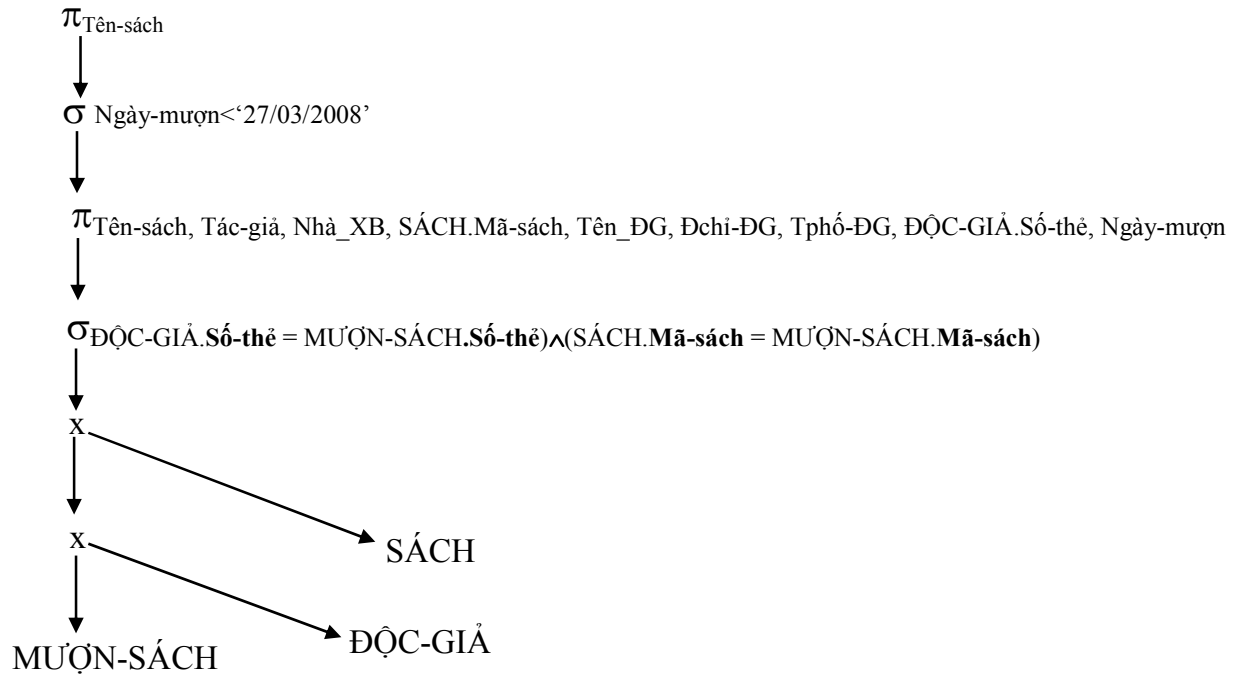 πTên-sách
σ Ngày-mượn<‘27/03/2008’
πTên-sách, Tác-giả, Nhà_XB, SÁCH.Mã-sách, Tên_ĐG, Đchỉ-ĐG, Tphố-ĐG, ĐỘC-GIẢ.Số-thẻ, Ngày-mượn
σĐỘC-GIẢ.Số-thẻ = MƯỢN-SÁCH.Số-thẻ)∧(SÁCH.Mã-sách = MƯỢN-SÁCH.Mã-sách)
x
x
SÁCH
ĐỘC-GIẢ
MƯỢN-SÁCH